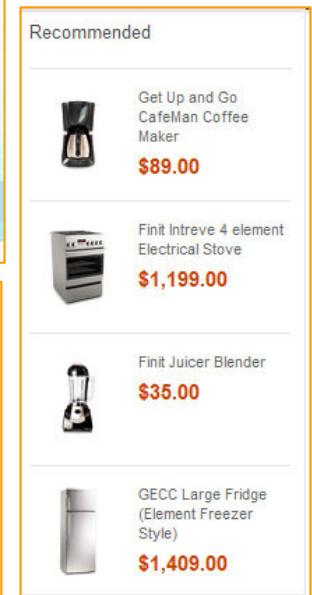 Recommended
Get Up and Go
CafeMan Coffee
Maker
$89.00
Finit Intreve 4 element
Electrical Stove
$1,199.00
Finit Juicer Blender
$35.00
GECC Large Fridge
(Element Freezer
Style)
$1,409.00